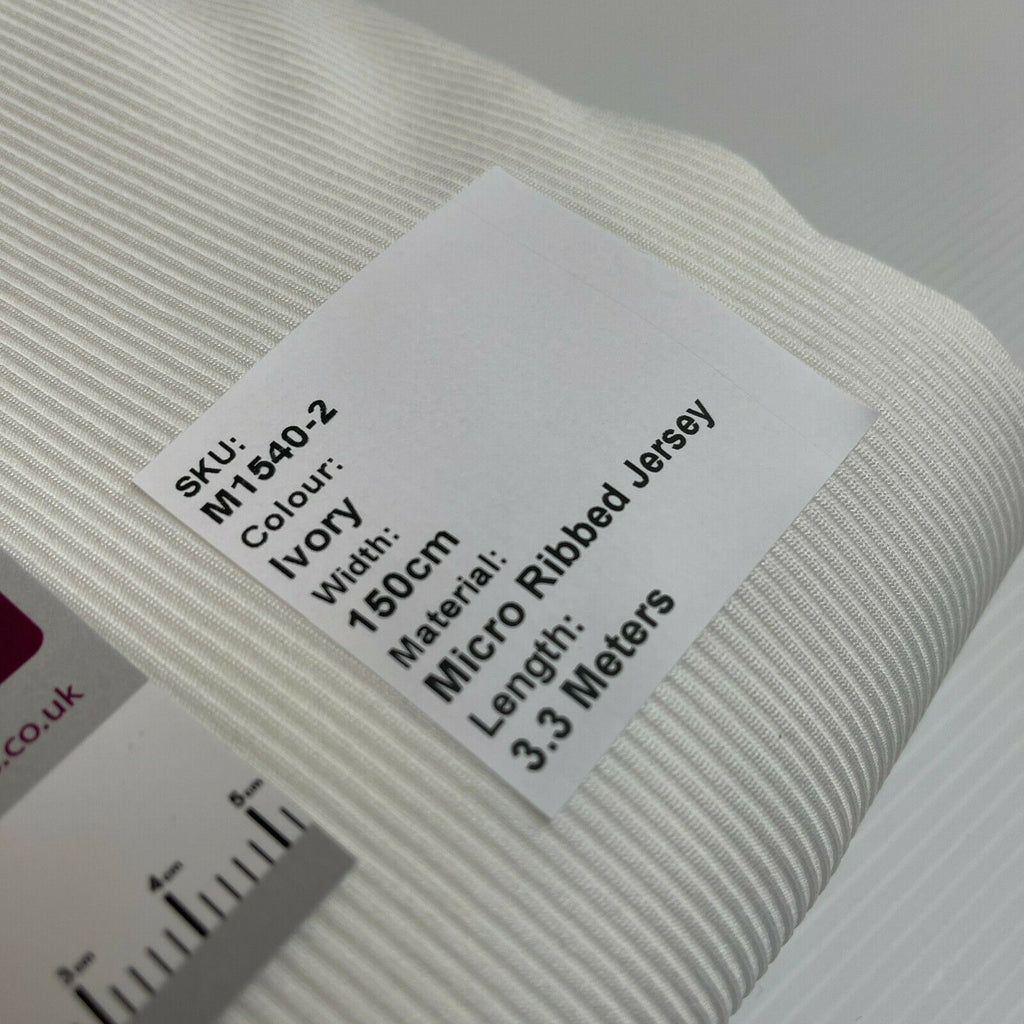 SKU:
M1540-2
Colour:
Ivory
Width:
150cm
Material:
Micro Ribbed Jersey
Length:
3.3 Meters
.co.uk
3cm
4cm
5cm